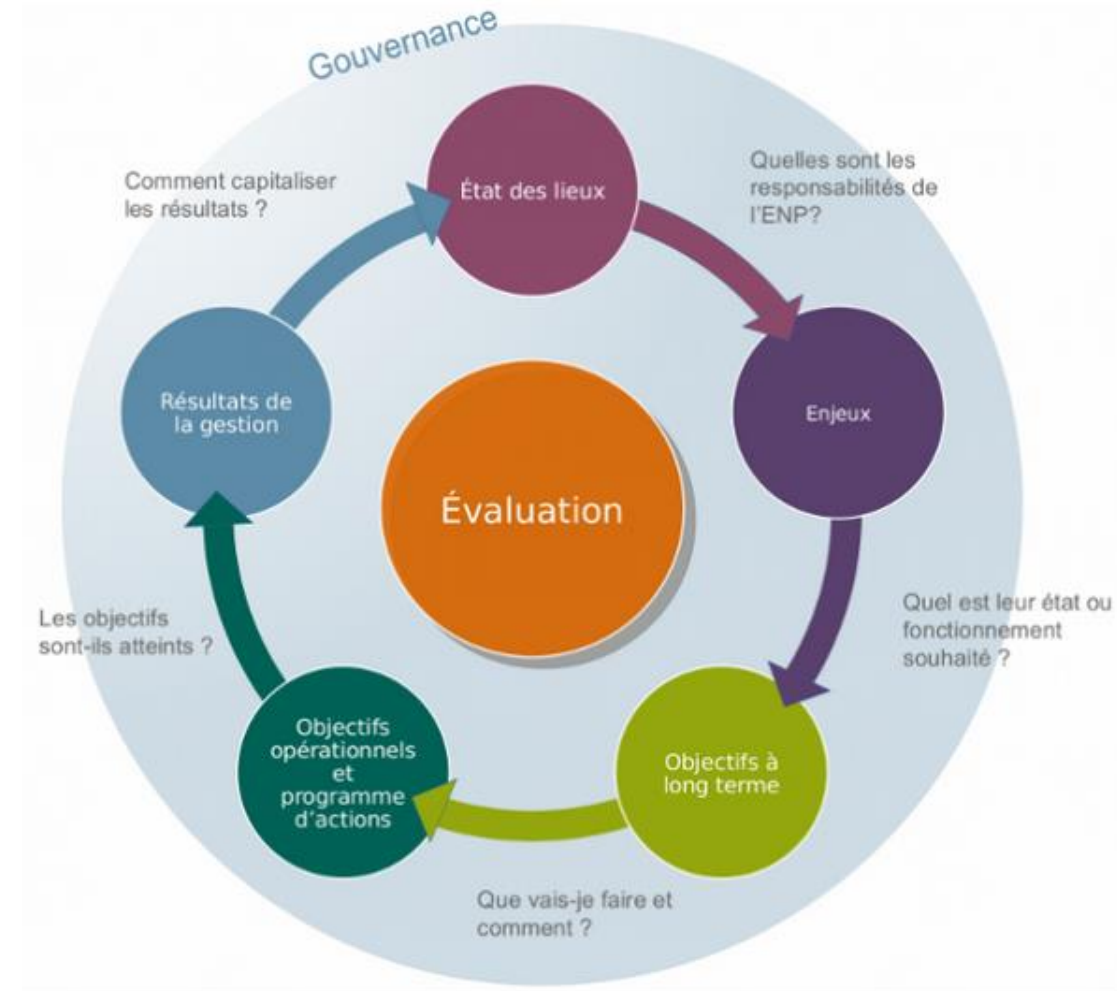 Gouvernance
État des lieux
Quelles sont les
responsabilités de
l'ENP?
Enjeux
Quel est leur état ou
fonctionnement
souhaité ?
Objectifs à
long terme
Que vais-je faire et
comment ?
Objectifs
opérationnels
et
programme
d'actions
Les objectifs
sont-ils atteints ?
Résultats de
la gestion
Comment capitaliser
les résultats ?
Évaluation